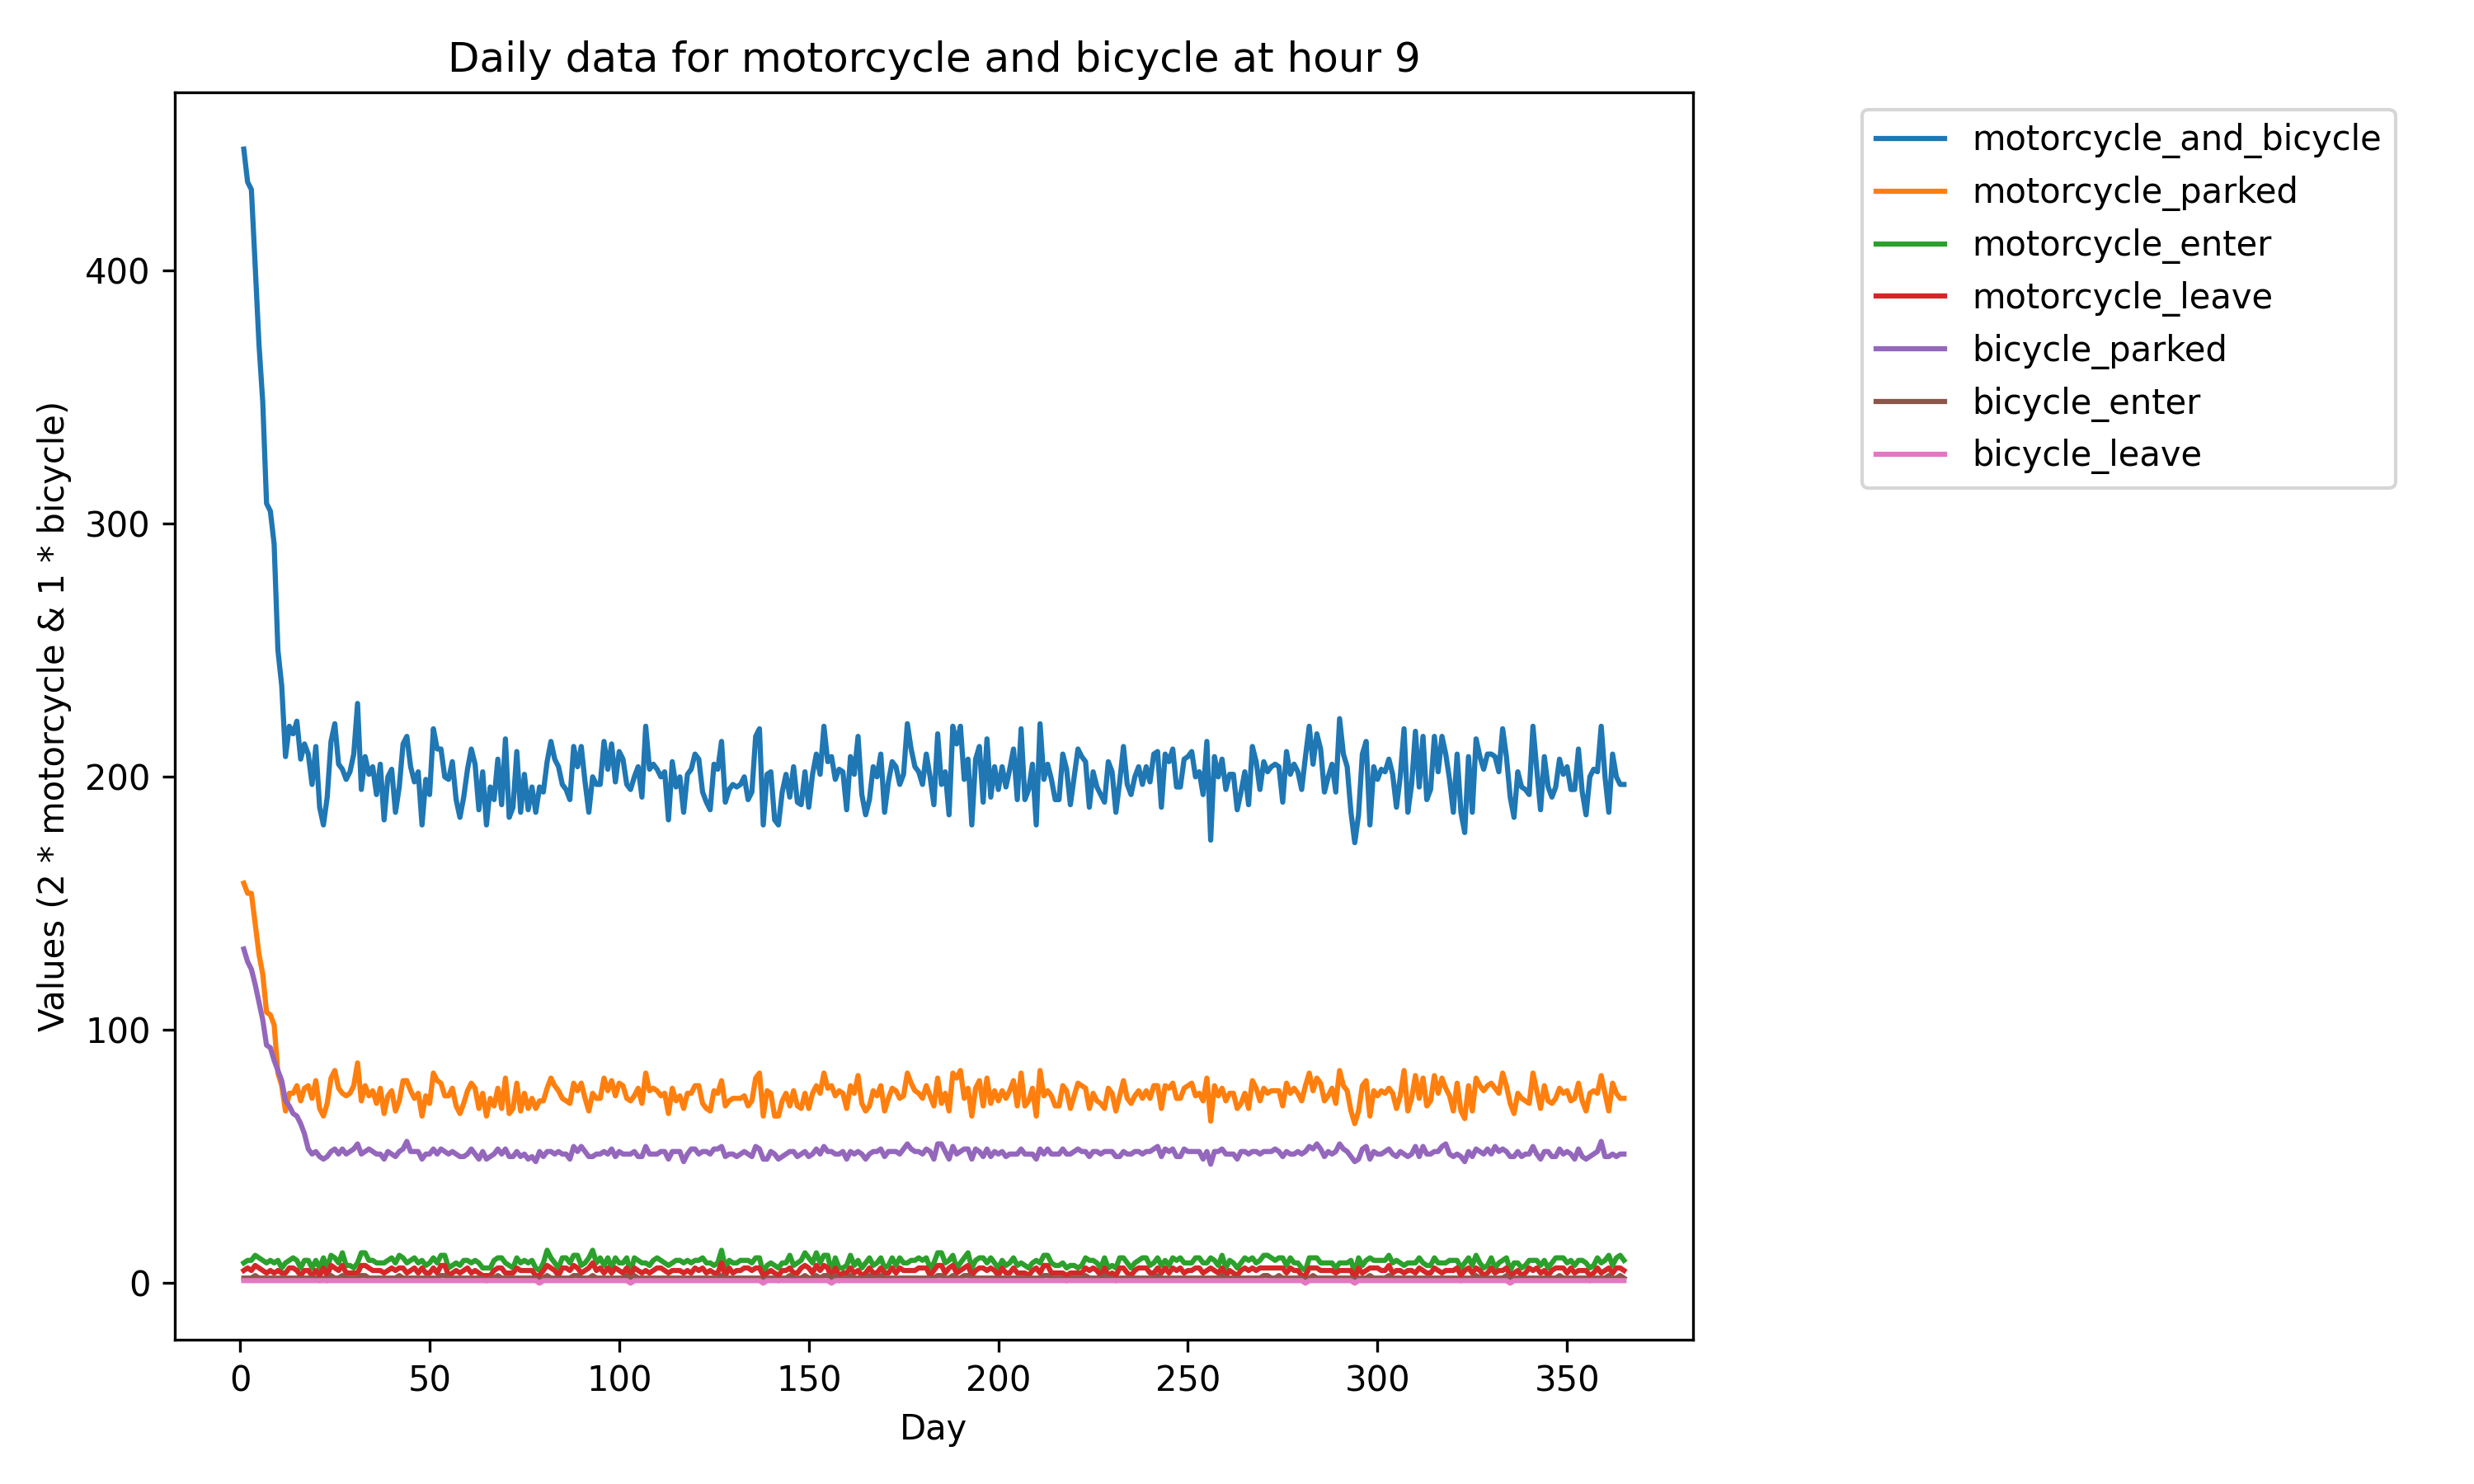 Daily data for motorcycle and bicycle at hour 9
motorcycle_and_bicycle
motorcycle_parked
motorcycle_enter
motorcycle_leave
bicycle_parked
bicycle_enter
bicycle_leave
Values (2 * motorcycle & 1 * bicycle)
400
300
200
100
0
0 50 100 150 200 250 300 350
Day